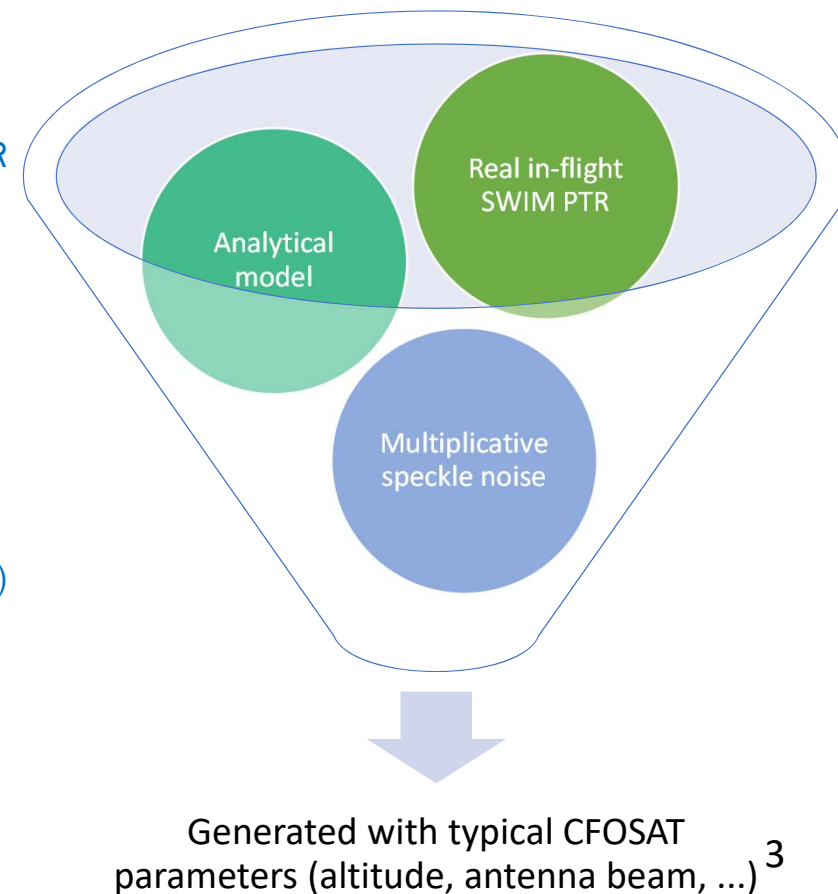 R
Real in-flight
SWIM PTR
Analytical
model
Multiplicative
speckle noise
)
Generated with typical CFOSAT
parameters (altitude, antenna beam, ...)
3